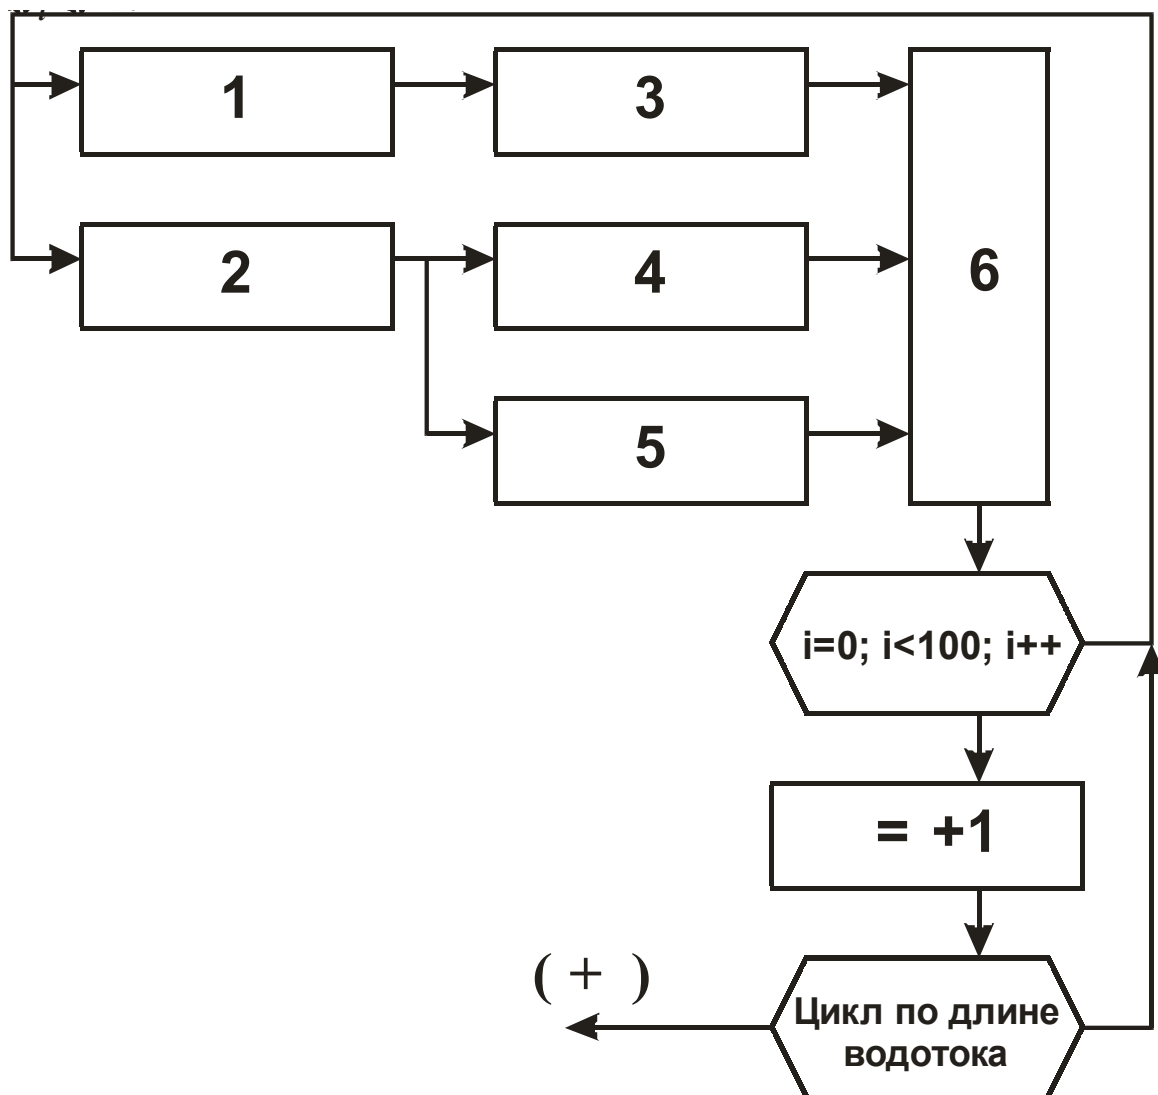 1
3
2
4
6
5
i=0; i<100; i++
= +1
( + )
Цикл по длине
водотока